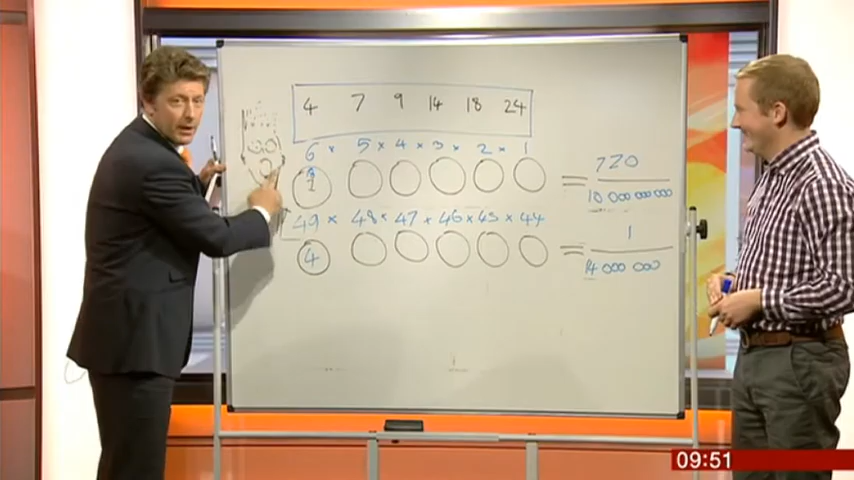 4 7 9 14 18 24
6 × 5 × 4 × 3 × 2 × 1
= 720
10 000 000 000
49 × 48 × 47 × 46 × 45 × 44
4
= 1
14 000 000
09:51